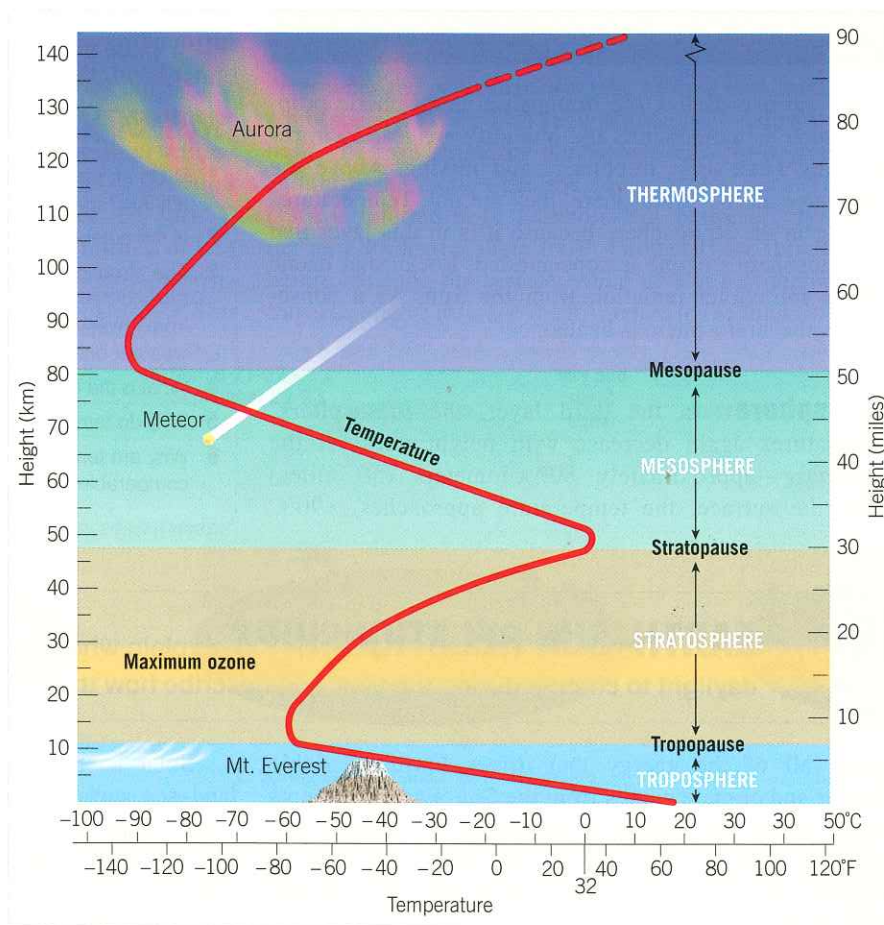 140
130
120
110
100
90
80
70
60
50
40
30
20
10
Height (km)
Aurora
Meteor
Temperature
Maximum ozone
Mt. Everest
THERMOSPHERE
Mesopause
MESOSPHERE
Stratopause
STRATOSPHERE
Tropopause
TROPOSPHERE
90
80
70
60
50
40
30
20
10
Height (miles)
–100 –90 –80 –70 –60 –50 –40 –30 –20 –10 0 10 20 30 50°C
–140 –120 –100 –80 –60 –40 –20 0 20 40 60 80 100 120°F
32
Temperature